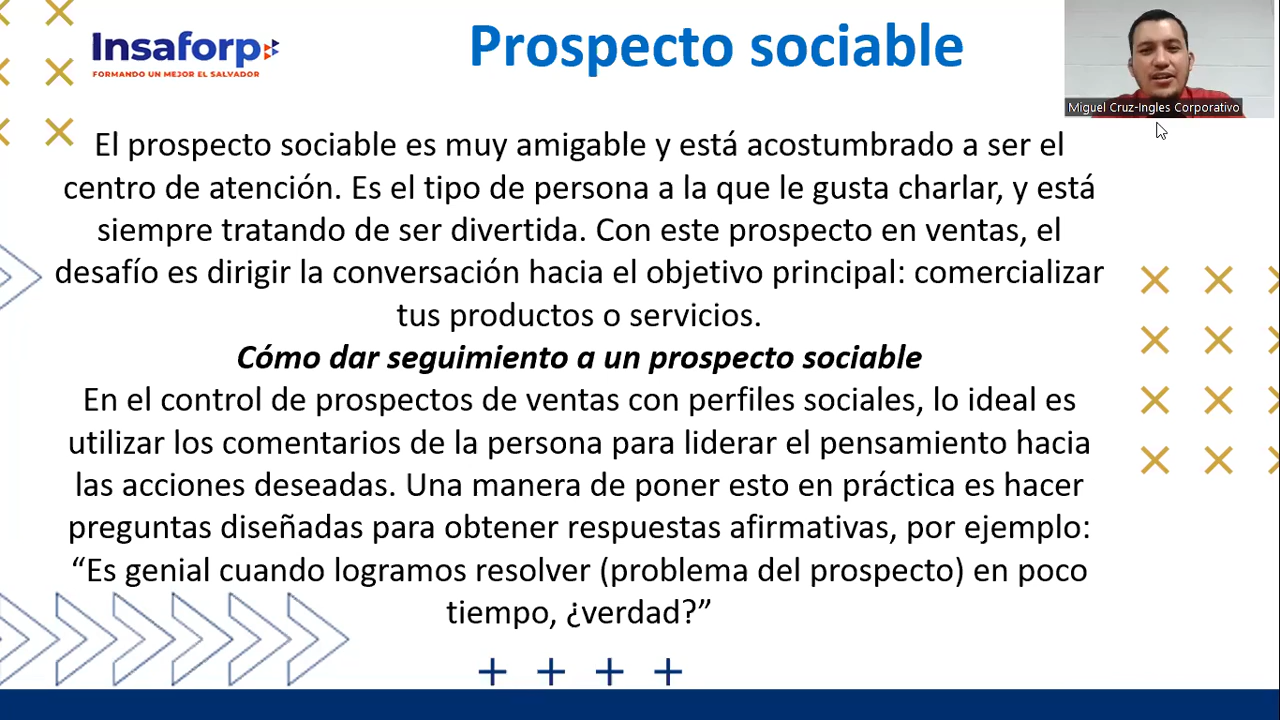 Insaforp
FORMANDO UN MEJOR EL SALVADOR
Prospecto sociable
Miguel Cruz-Ingles Corporativo
El prospecto sociable es muy amigable y está acostumbrado a ser el
centro de atención. Es el tipo de persona a la que le gusta charlar, y está
siempre tratando de ser divertida. Con este prospecto en ventas, el
desafío es dirigir la conversación hacia el objetivo principal: comercializar
tus productos o servicios.
Cómo dar seguimiento a un prospecto sociable
En el control de prospectos de ventas con perfiles sociales, lo ideal es
utilizar los comentarios de la persona para liderar el pensamiento hacia
las acciones deseadas. Una manera de poner esto en práctica es hacer
preguntas diseñadas para obtener respuestas afirmativas, por ejemplo:
“Es genial cuando logramos resolver (problema del prospecto) en poco
tiempo, ¿verdad?”